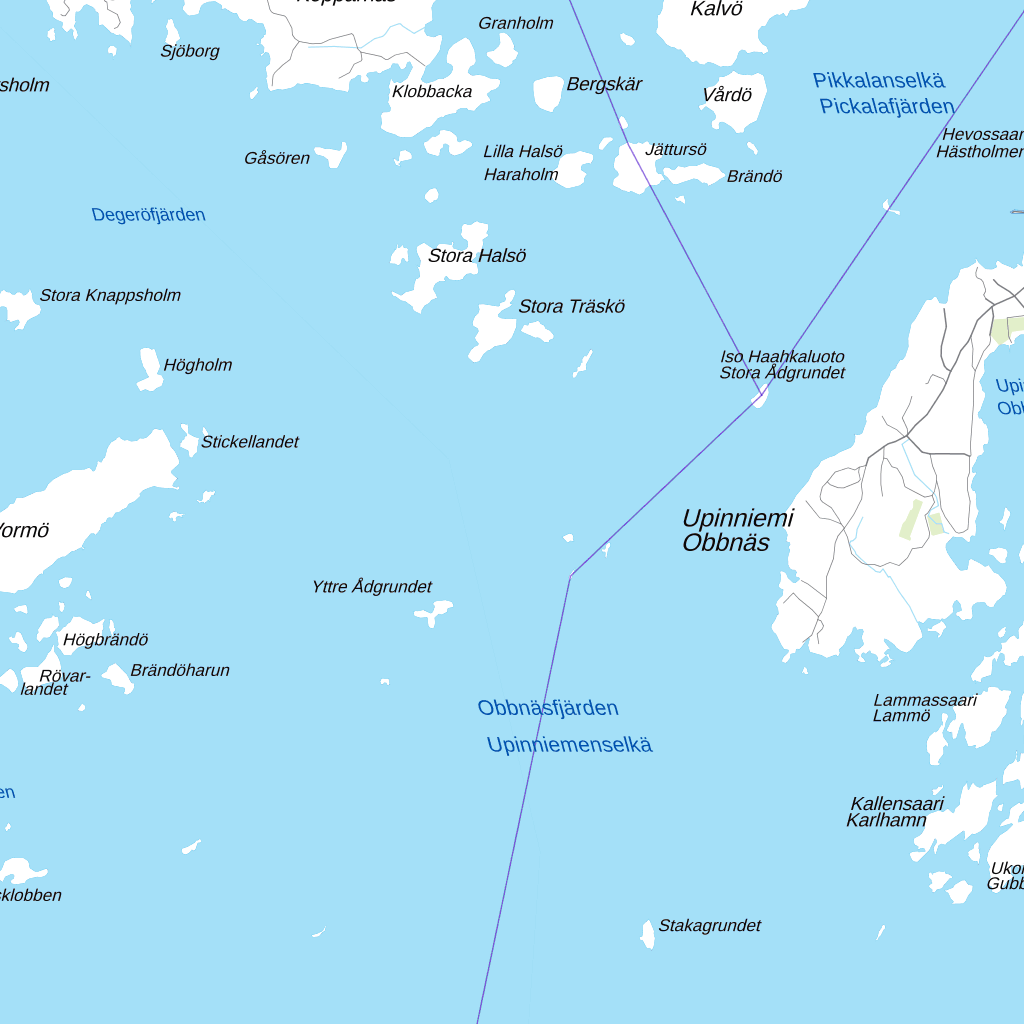 Kalvö
Granholm
Sjöborg
Klobbacka
Bergskär
Vårdö
Pikkalanselkä
Pickalafjärden
Gåsören
Lilla Halsö
Haraholm
Jättursö
Brändö
Degeröfjärden
Stora Halsö
Stora Knappsholm
Stora Träskö
Högholm
Iso Haahkaluoto
Stora Ådgrundet
Stickellandet
Upinniemi
Obbnäs
Yttre Ådgrundet
Högbrändö
Rövar-
landet
Brändöharun
Obbnäsfjärden
Upinniemenselkä
Lammassaari
Lammö
Kallensaari
Karlhamn
Stakagrundet